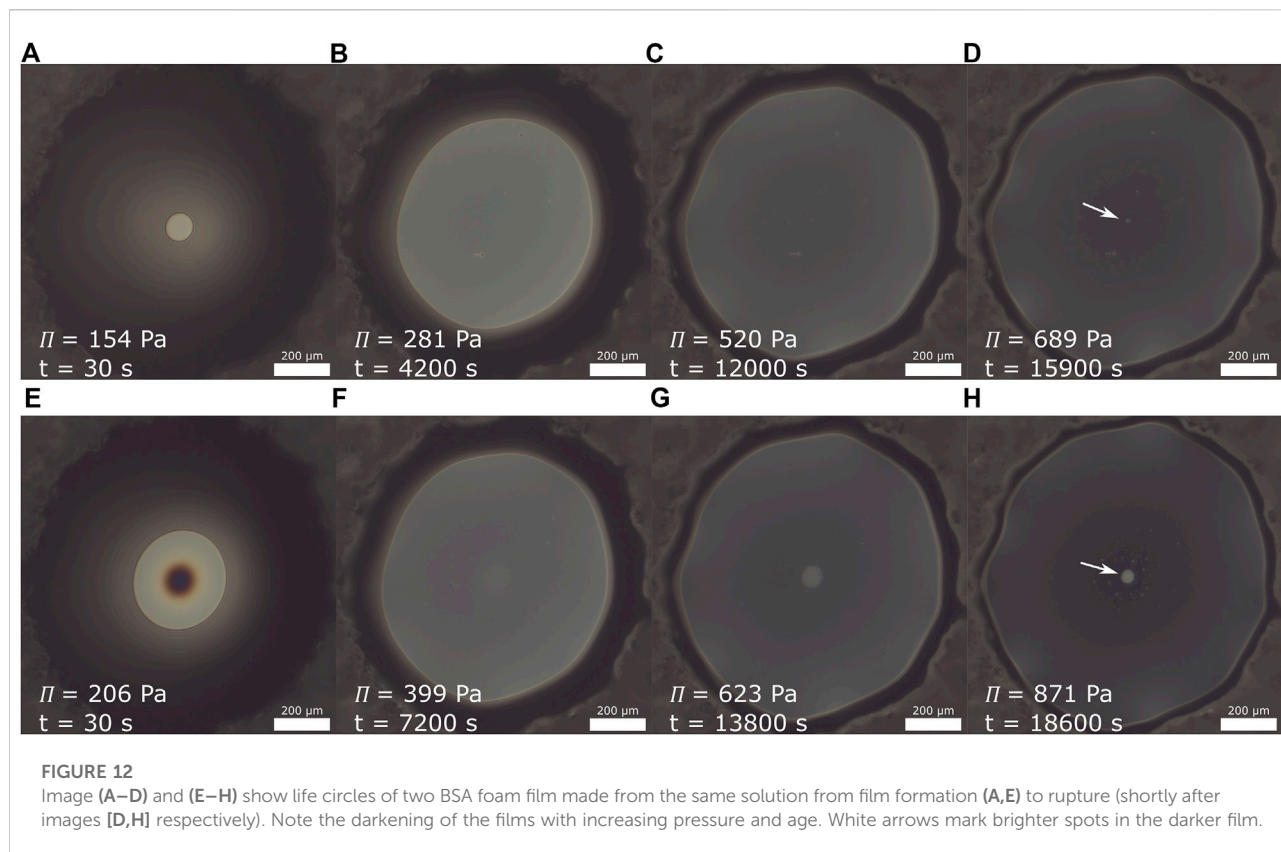 A
B
C
D
Π = 154 Pa
t = 30 s
200 µm
Π = 281 Pa
t = 4200 s
200 µm
Π = 520 Pa
t = 12000 s
200 µm
Π = 689 Pa
t = 15900 s
200 µm
E
F
G
H
Π = 206 Pa
t = 30 s
200 µm
Π = 399 Pa
t = 7200 s
200 µm
Π = 623 Pa
t = 13800 s
200 µm
Π = 871 Pa
t = 18600 s
200 µm
FIGURE 12
Image (A–D) and (E–H) show life circles of two BSA foam film made from the same solution from film formation (A,E) to rupture (shortly after
images [D,H] respectively). Note the darkening of the films with increasing pressure and age. White arrows mark brighter spots in the darker film.